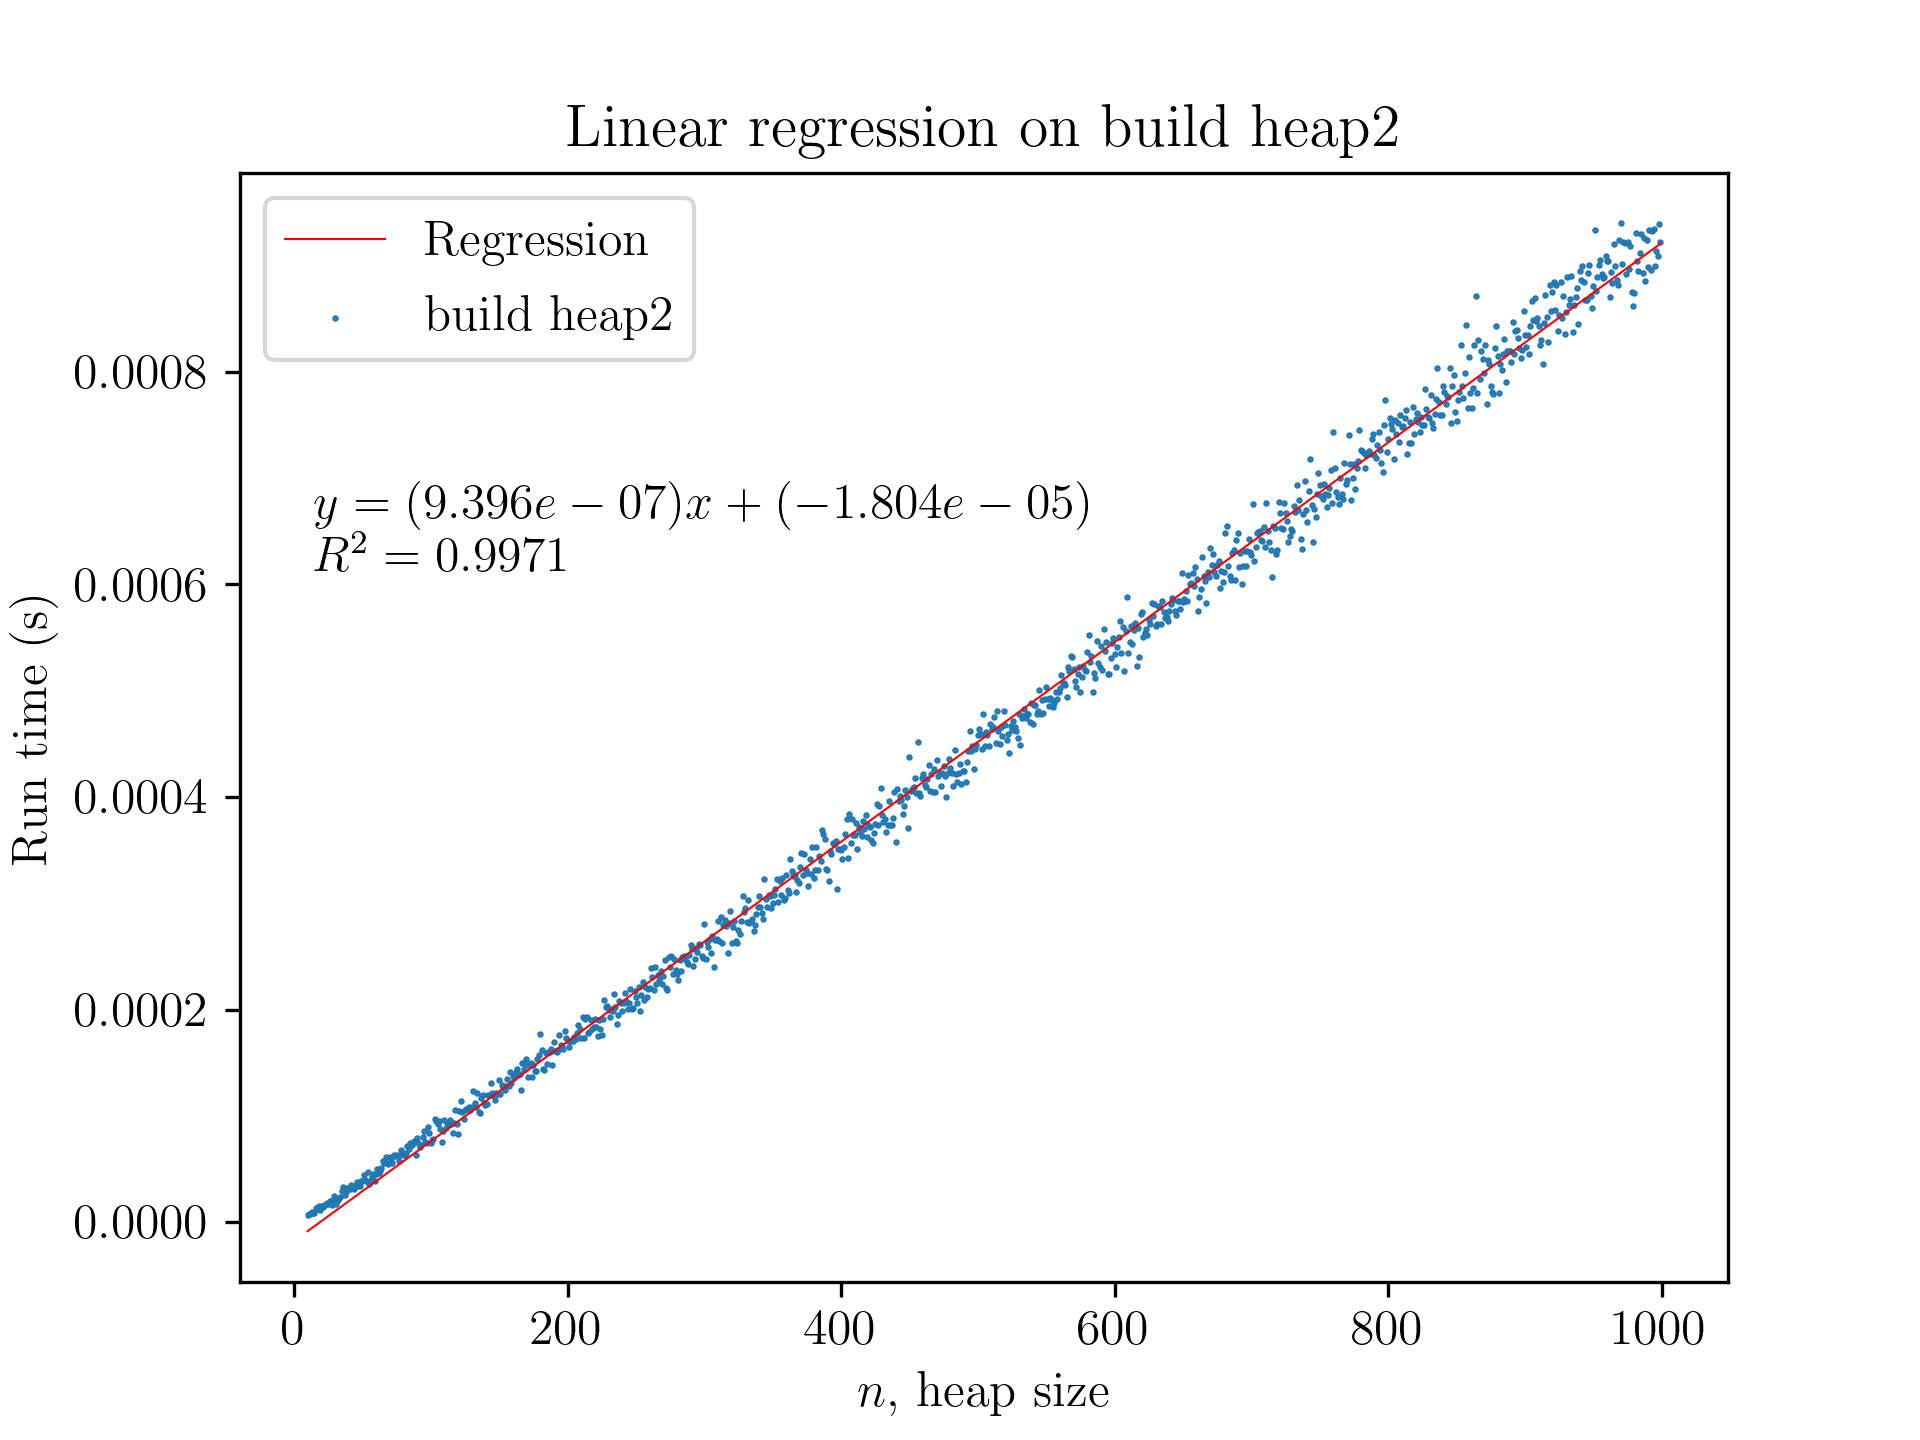 Linear regression on build heap2
Regression
build heap2
y = (9.396e − 07)x + (−1.804e − 05)
R² = 0.9971
0.0008
0.0006
0.0004
0.0002
0.0000
Run time (s)
0 200 400 600 800 1000
n, heap size